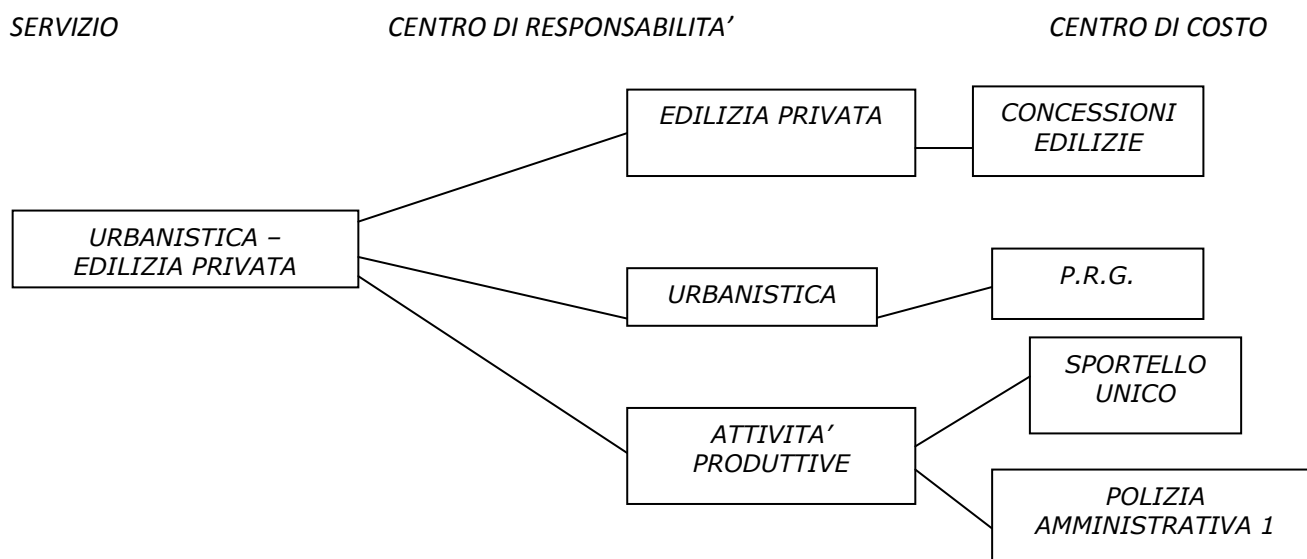 SERVIZIO CENTRO DI RESPONSABILITA’ CENTRO DI COSTO
EDILIZIA PRIVATA
CONCESSIONI
EDILIZIE
URBANISTICA –
EDILIZIA PRIVATA
URBANISTICA
P.R.G.
SPORTELLO
UNICO
ATTIVITA’
PRODUTTIVE
POLIZIA
AMMINISTRATIVA 1